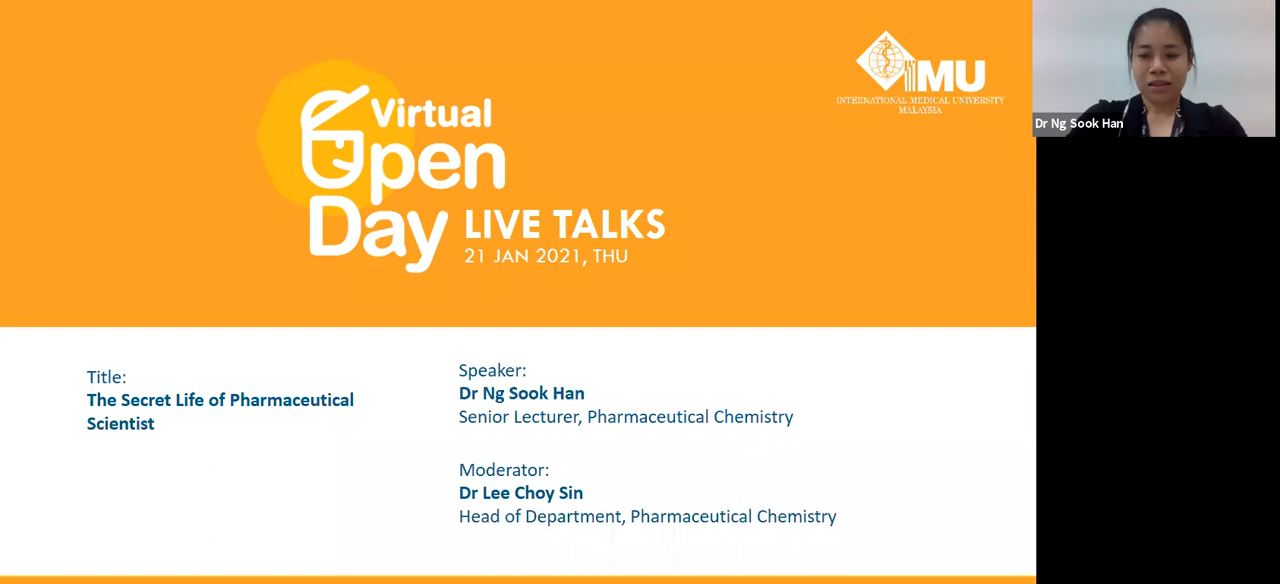 Virtual
Open
Day LIVE TALKS
21 JAN 2021, THU
IMU
INTERNATIONAL MEDICAL UNIVERSITY
MALAYSIA
Dr Ng Sook Han
Title:
The Secret Life of Pharmaceutical
Scientist
Speaker:
Dr Ng Sook Han
Senior Lecturer, Pharmaceutical Chemistry
Moderator:
Dr Lee Choy Sin
Head of Department, Pharmaceutical Chemistry